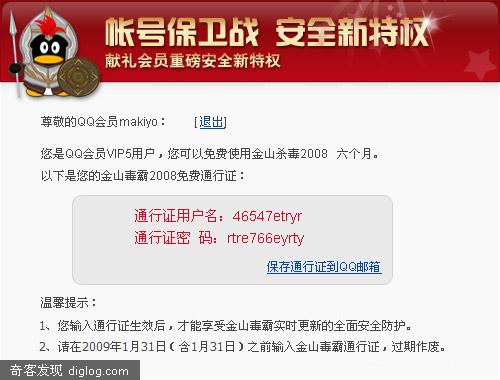 帐号保卫战 安全新特权
献礼会员重磅安全新特权
尊敬的QQ会员makiyo： [退出]
您是QQ会员VIP5用户，您可以免费使用金山杀毒2008 六个月。
以下是您的金山毒霸2008免费通行证：
通行证用户名：46547etryr
通行证密 码：rtre766eyrty
保存通行证到QQ邮箱
温馨提示：
1、您输入通行证生效后，才能享受金山毒霸实时更新的全面安全防护。
2、请在2009年1月31日（含1月31日）之前输入金山毒霸通行证，过期作废。
奇客发现 diglog.com